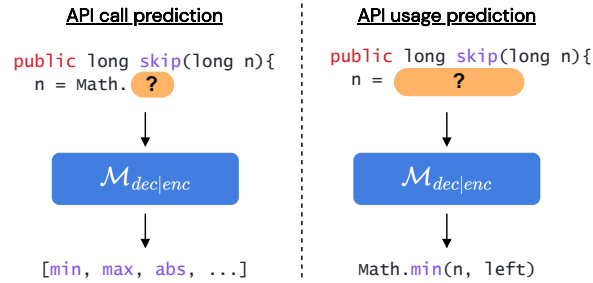 API call prediction
public long skip(long n){
n = Math. ?
M dec|enc
[min, max, abs, ...]
API usage prediction
public long skip(long n){
n = ?
M dec|enc
Math.min(n, left)